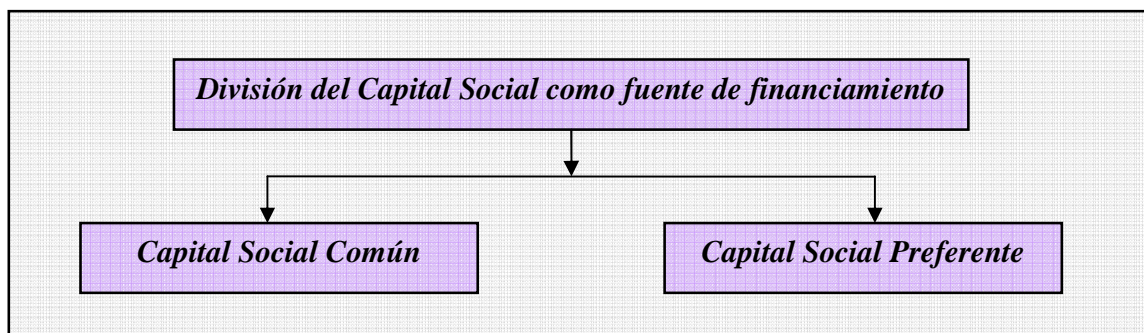 División del Capital Social como fuente de financiamiento
Capital Social Común
Capital Social Preferente